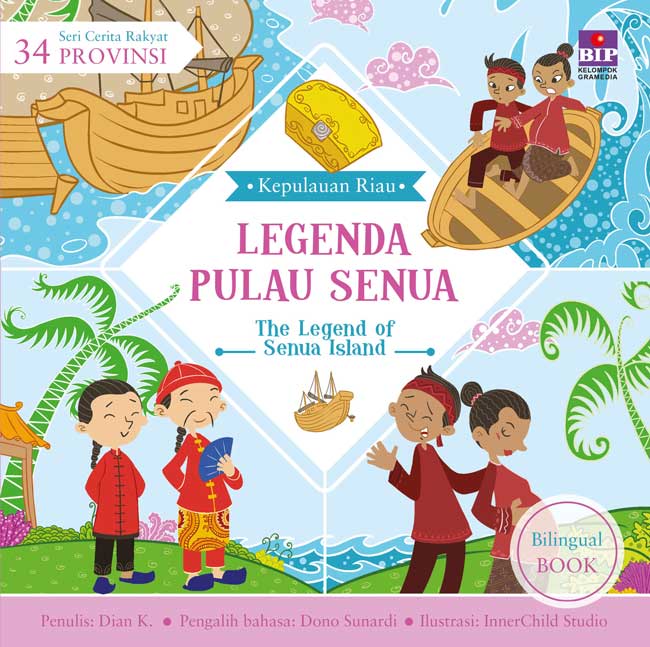 Seri Cerita Rakyat
34 PROVINSI
BIP
KELOMPOK
GRAMEDIA
• Kepulauan Riau •
LEGENDA
PULAU SENUA
The Legend of
Senua Island
Bilingual
BOOK
Penulis: Dian K. • Pengalih bahasa: Dono Sunardi • Ilustrasi: InnerChild Studio